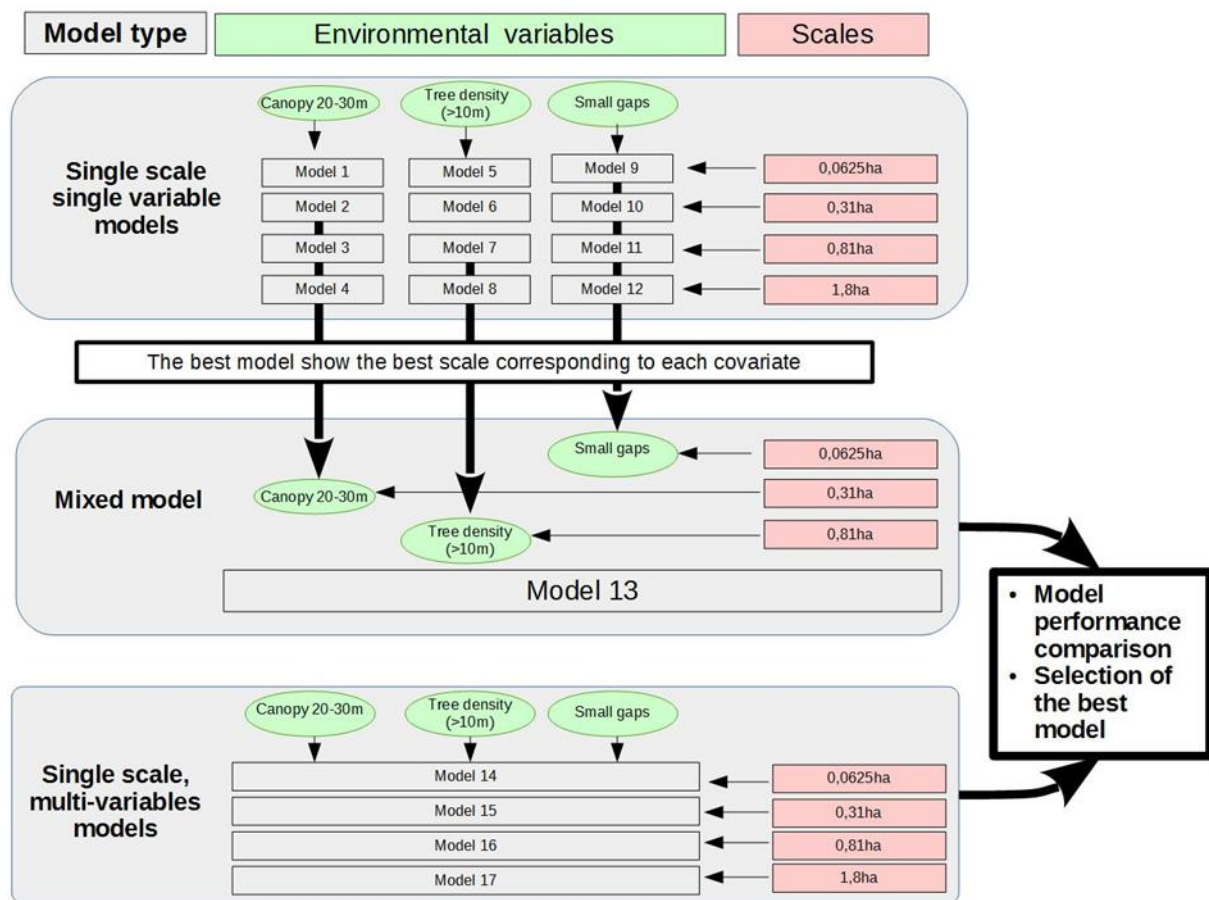 Model type
Environmental  variables
Scales
Canopy 20-30m
Tree density
(>10m)
Small gaps
Single scale
single variable
models
Model 1
Model 5
Model 9
0,0625ha
Model 2
Model 6
Model 10
0,31ha
Model 3
Model 7
Model 11
0,81ha
Model 4
Model 8
Model 12
1,8ha
The best model show the best scale corresponding to each covariate
Mixed model
Small gaps
0,0625ha
Canopy 20-30m
0,31ha
Tree density
(>10m)
0,81ha
Model 13
• Model
performance
comparison
• Selection of
the best
model
Single scale,
multi-variables
models
Canopy 20-30m
Tree density
(>10m)
Small gaps
Model 14
0,0625ha
Model 15
0,31ha
Model 16
0,81ha
Model 17
1,8ha